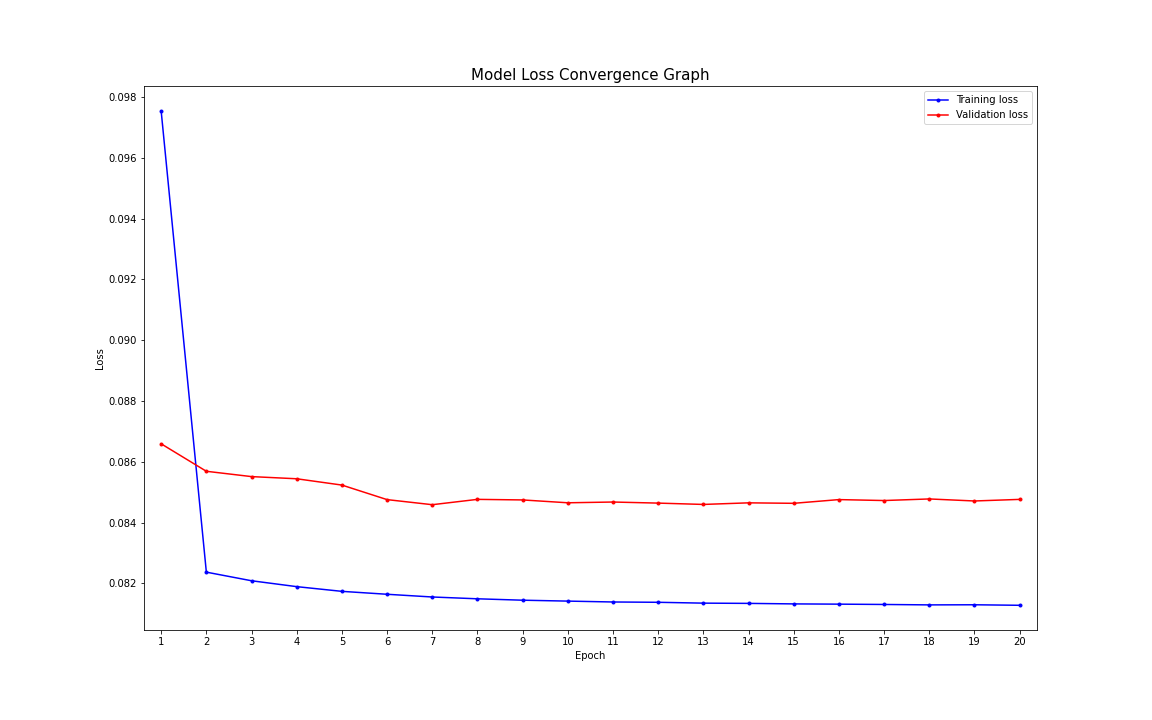 Model Loss Convergence Graph
Training loss
Validation loss
0.098
0.096
0.094
0.092
0.090
0.088
0.086
0.084
0.082
Loss
1 2 3 4 5 6 7 8 9 10 11 12 13 14 15 16 17 18 19 20
Epoch